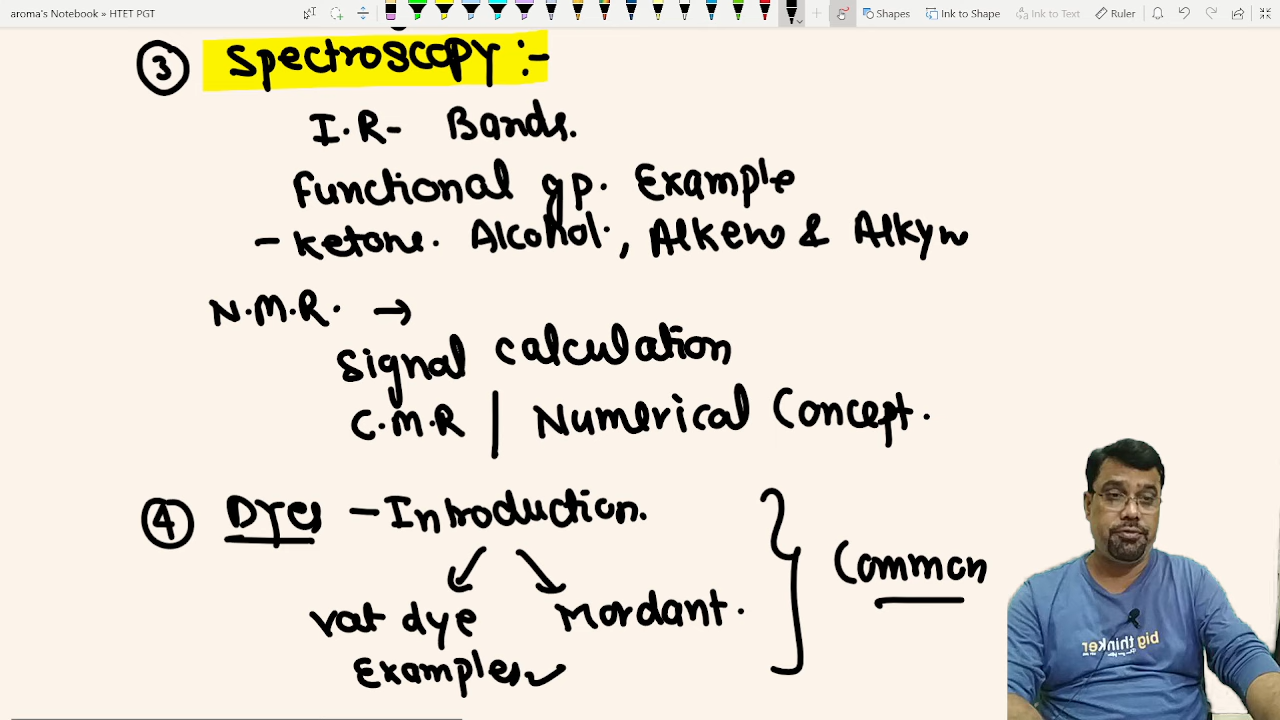 aroma's Notebook » HTET PGT
Shapes
Ink to Shape
Ink to Text
Ruler
③ Spectroscopy :-
I.R- Bands.
Functional gp. Example
- Ketone. Alcohol., Alkene & Alkyne
N.M.R. →
Signal calculation
C.M.R | Numerical Concept.
④ Dyes - Introduction.
Vat dye
Mordant.
Examples
Common
big thinker